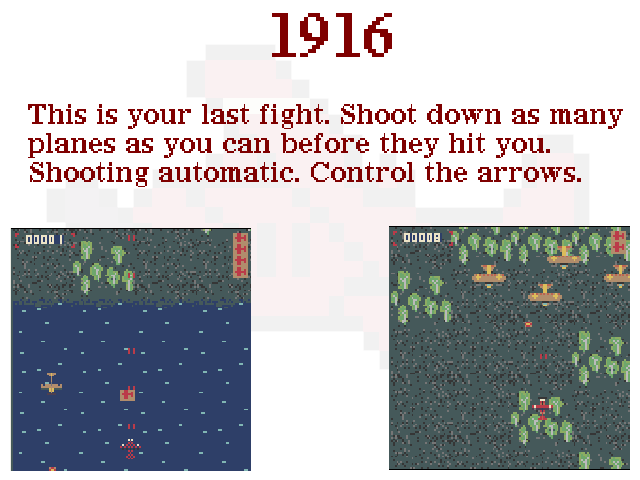 1916
This is your last fight. Shoot down as many
planes as you can before they hit you.
Shooting automatic. Control the arrows.
00001
00008